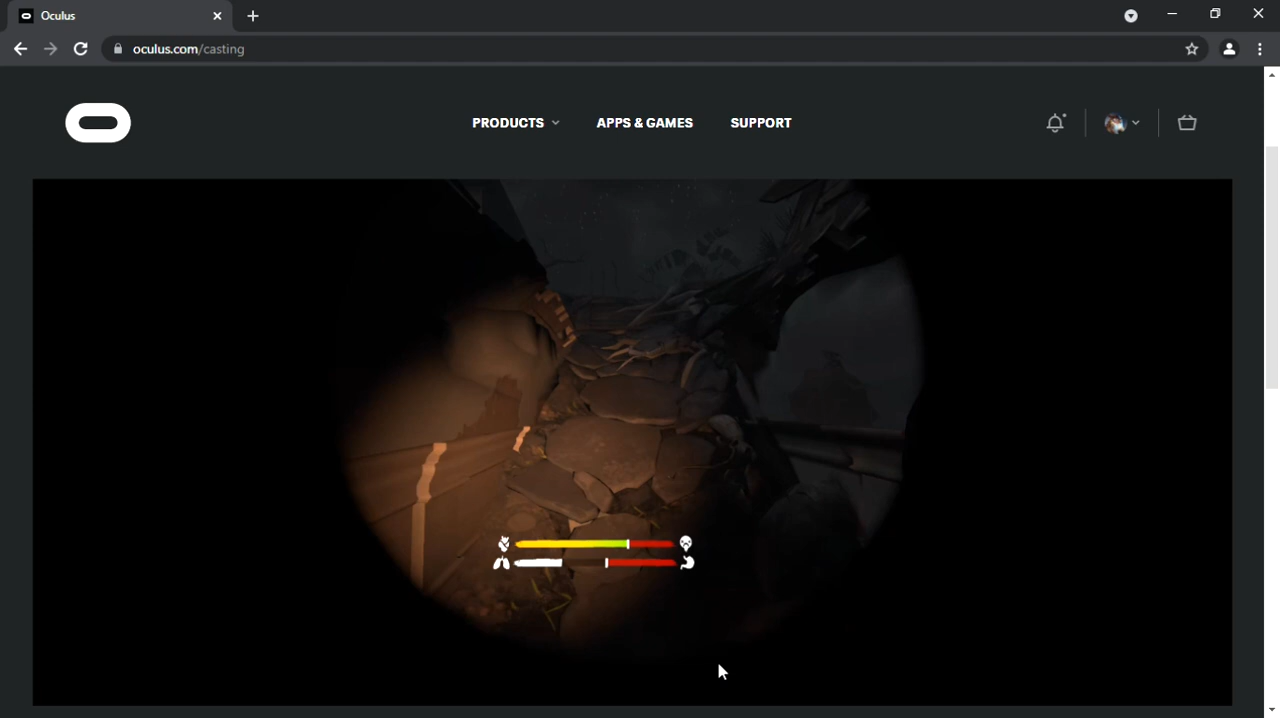 Oculus
oculus.com/casting
PRODUCTS
APPS & GAMES
SUPPORT